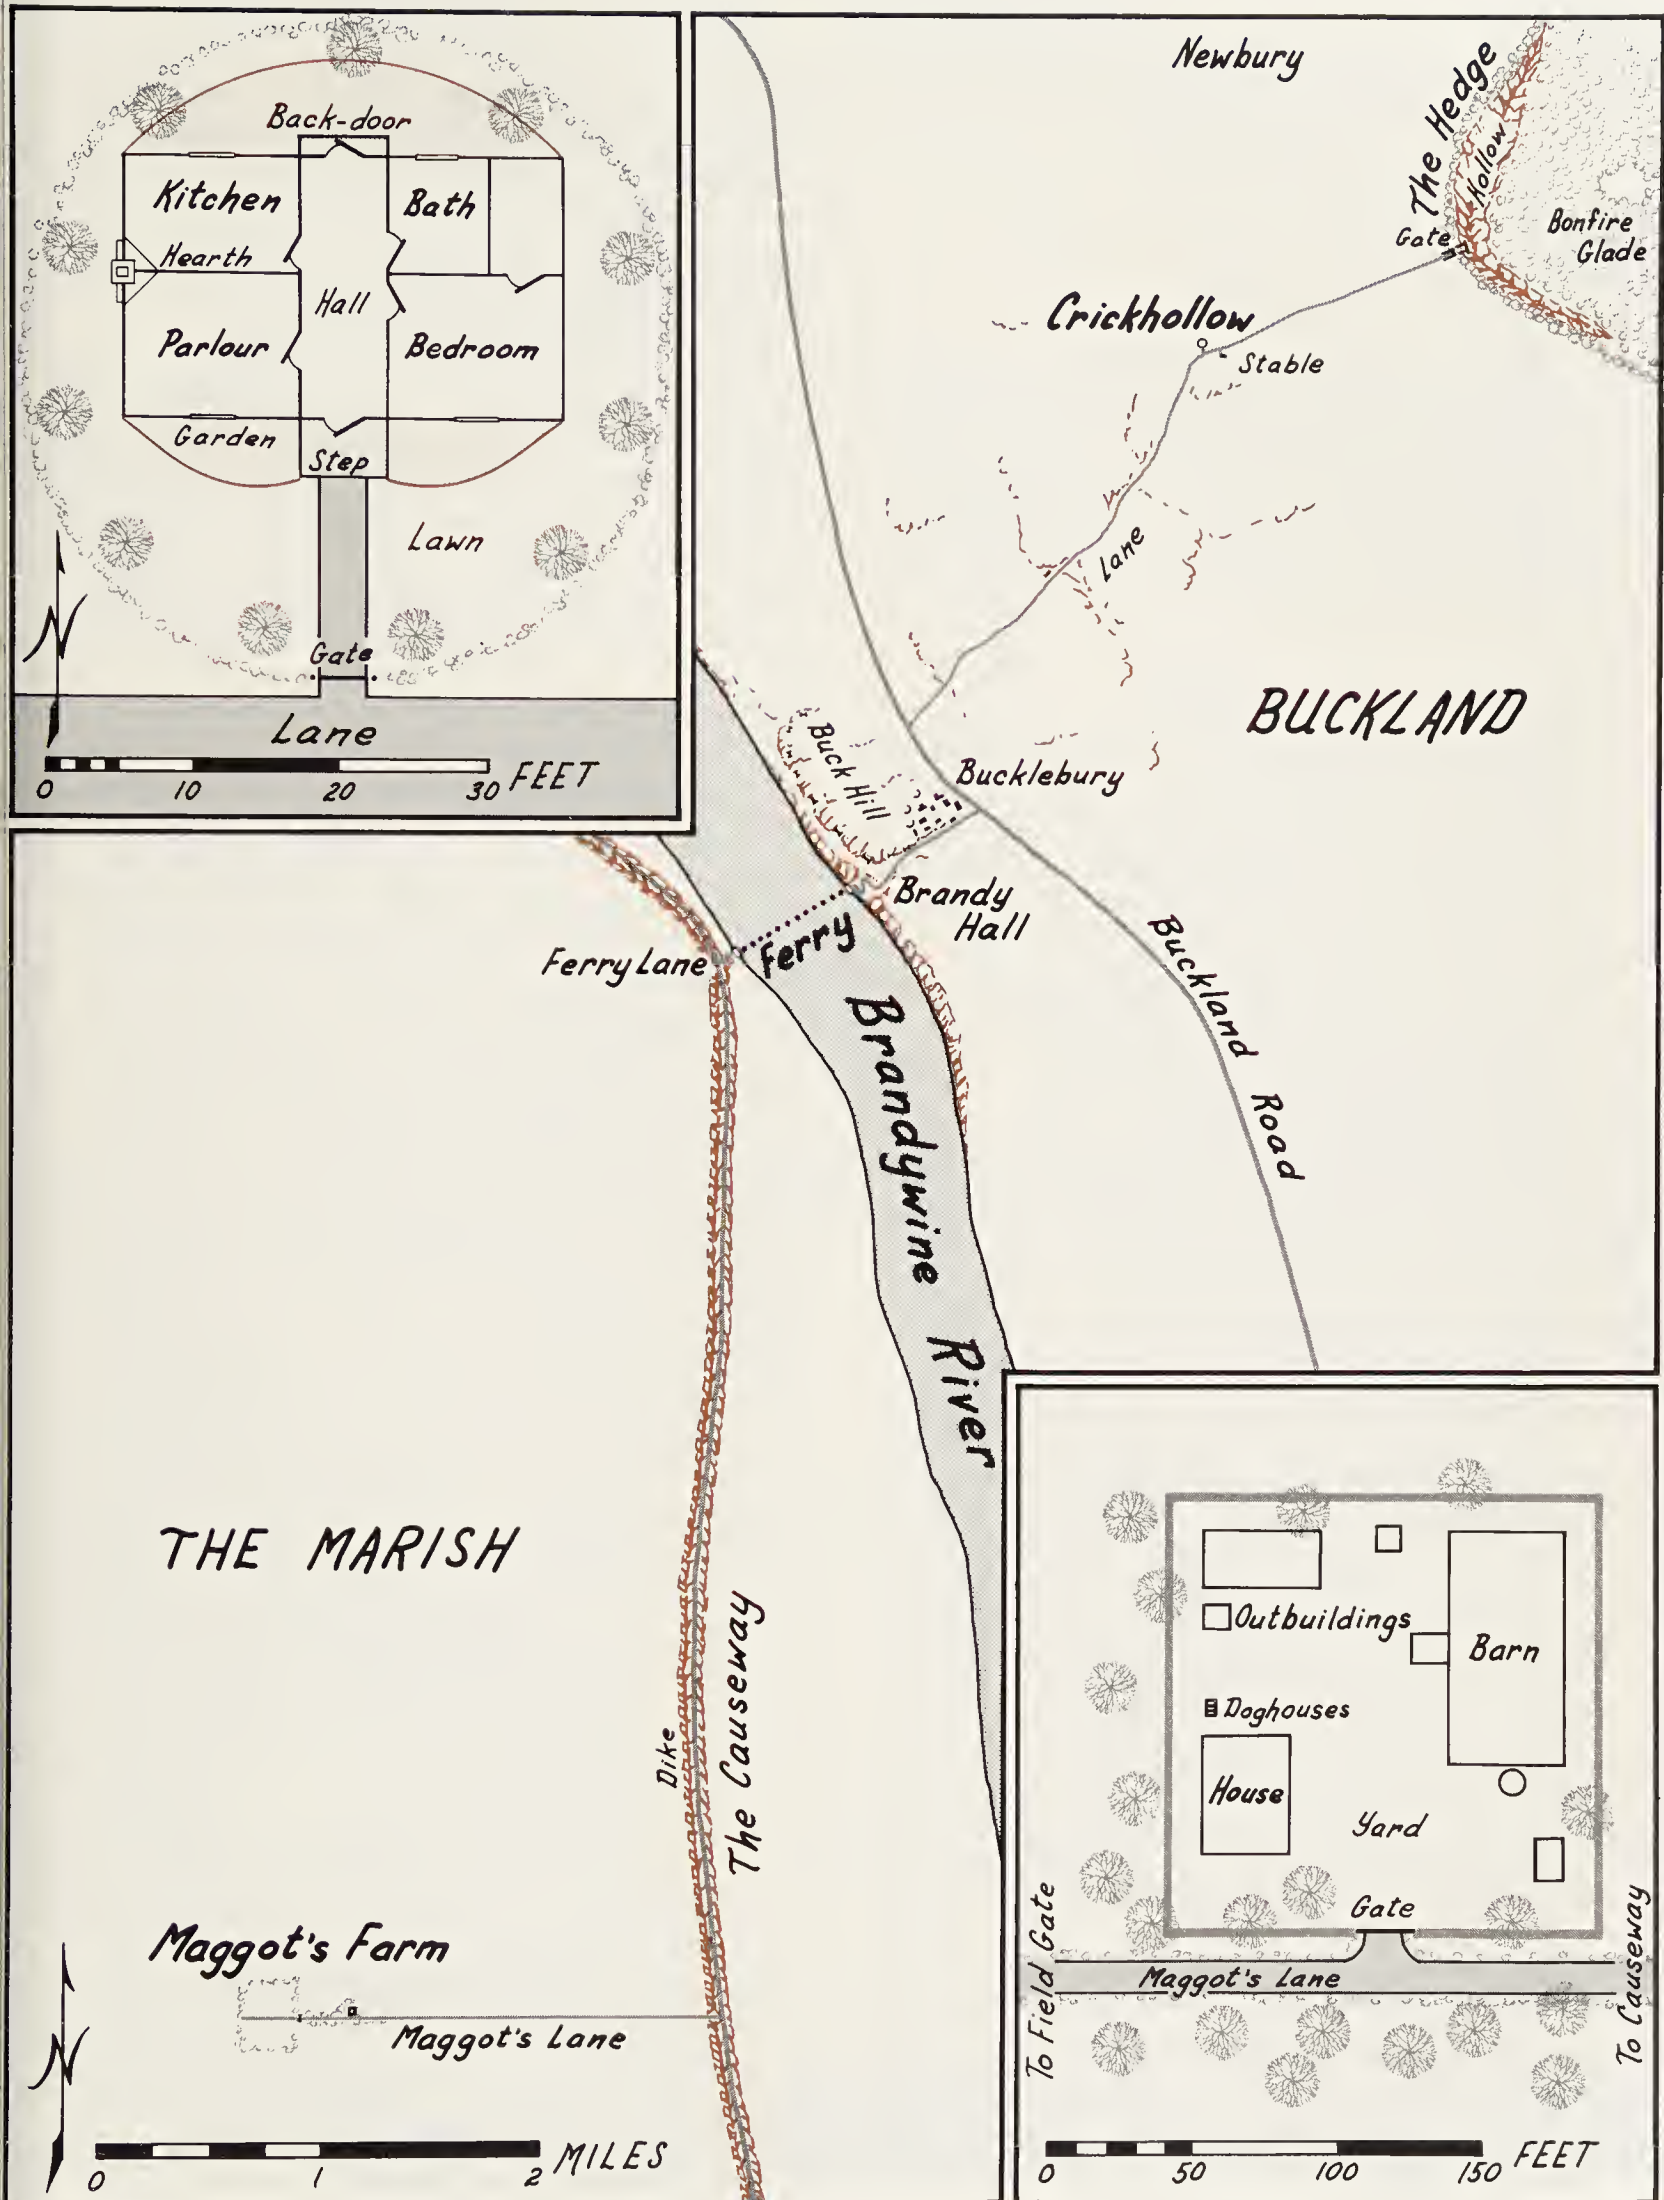 Back-door
Kitchen
Bath
Hearth
Hall
Parlour
Bedroom
Garden
Step
Lawn
N
Gate
Lane
0 10 20 30 FEET
Newbury
The Hedge
Hollow
Bonfire
Glade
Gate
Crickhollow
Stable
Lane
BUCKLAND
Buck Hill
Bucklebury
Brandy
Hall
Ferry
Ferry Lane
Buckland Road
Brandywine River
THE MARISH
Dike
The Causeway
Maggot's Farm
Maggot's Lane
N
0 1 2 MILES
Outbuildings
Barn
Doghouses
House
Yard
Gate
To Field Gate
Maggot's Lane
To Causeway
0 50 100 150 FEET